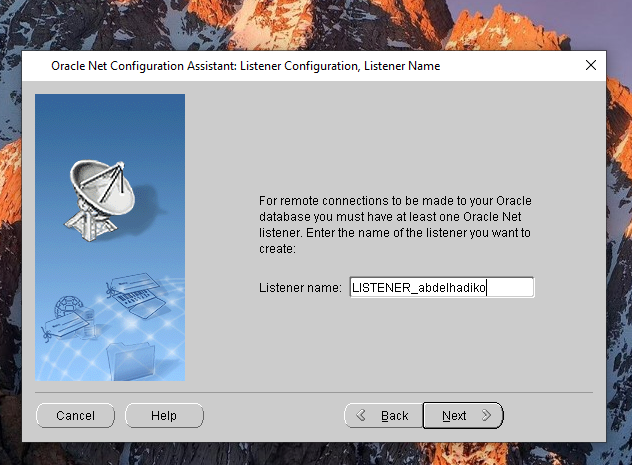 Oracle Net Configuration Assistant: Listener Configuration, Listener Name
For remote connections to be made to your Oracle
database you must have at least one Oracle Net
listener. Enter the name of the listener you want to
create:
Listener name: LISTENER_abdelhadiko
Cancel Help Back Next